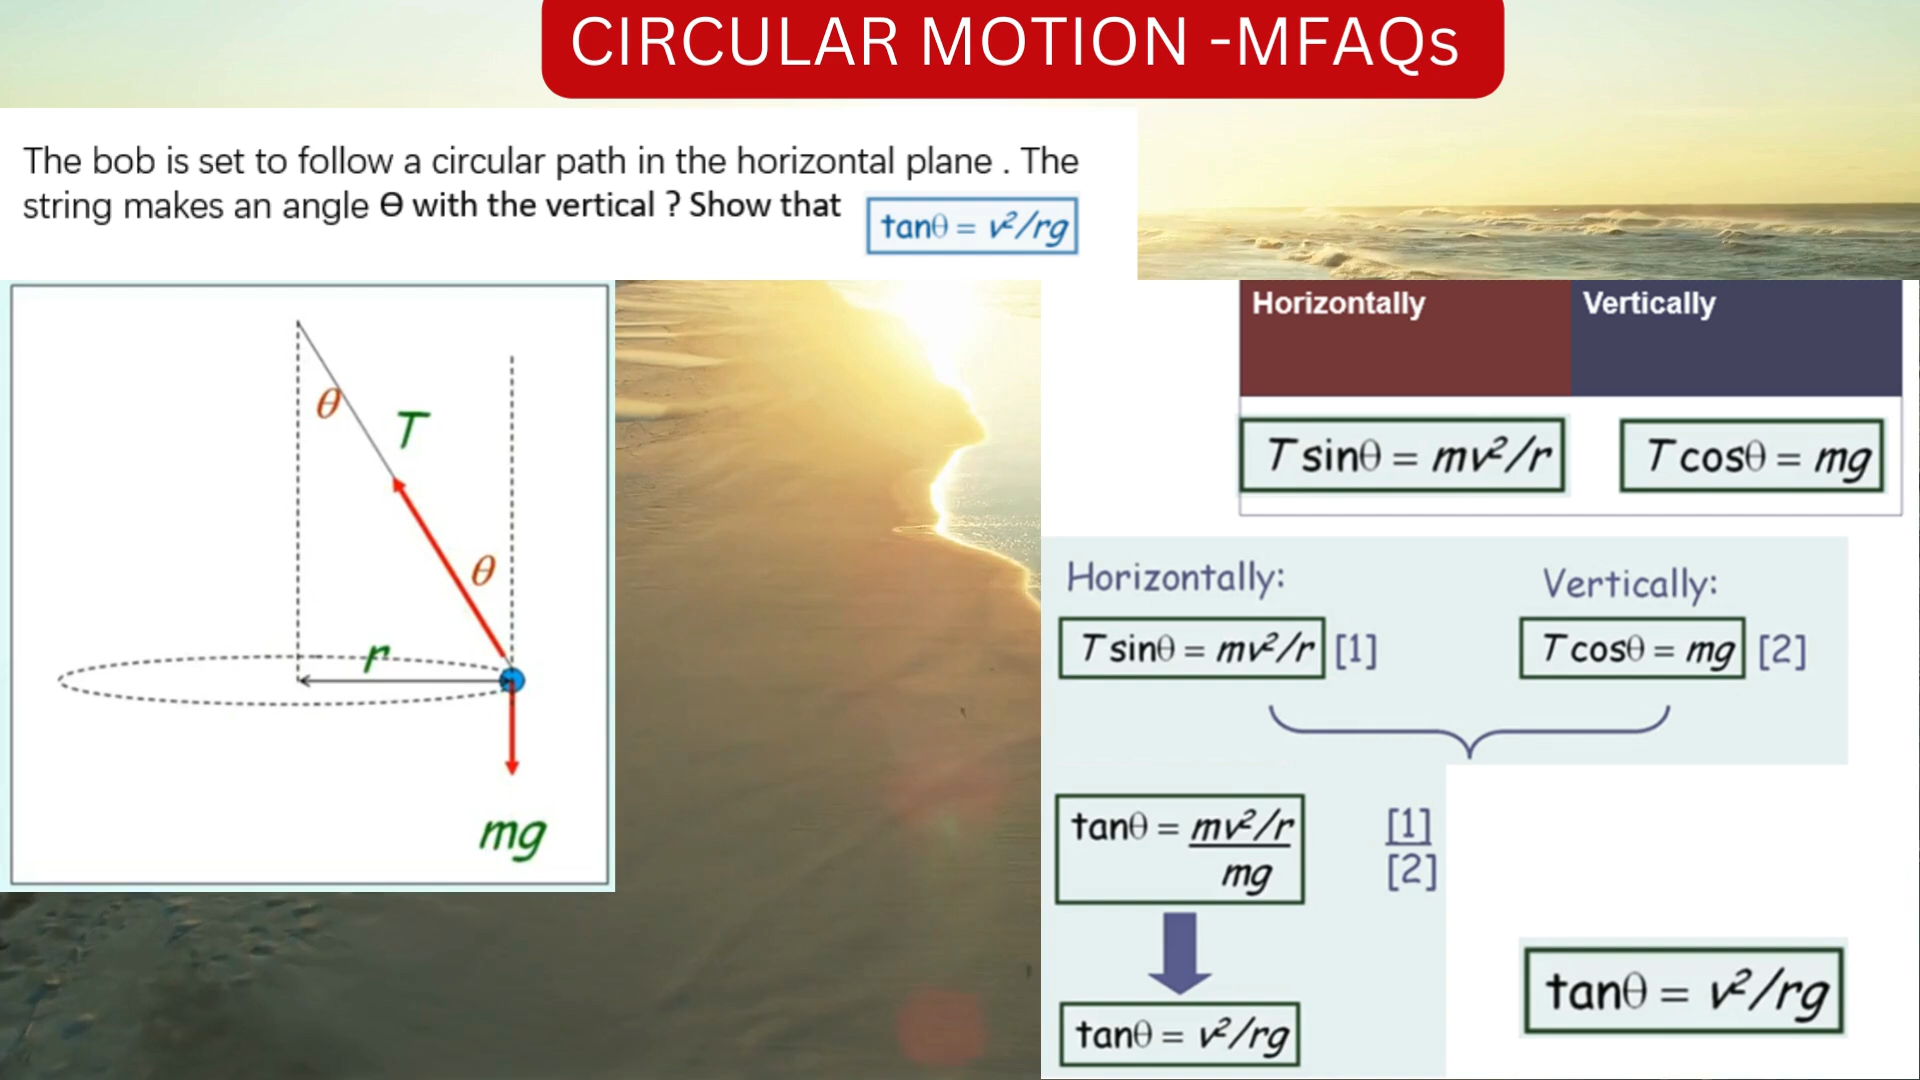 CIRCULAR MOTION -MFAQs
The bob is set to follow a circular path in the horizontal plane . The
string makes an angle Θ with the vertical ? Show that
tanθ = v²/rg
θ
T
θ
r
mg
Horizontally Vertically
T sinθ = mv²/r T cosθ = mg
Horizontally: Vertically:
T sinθ = mv²/r [1] T cosθ = mg [2]
tanθ = mv²/r [1]
mg [2]
tanθ = v²/rg
tanθ = v²/rg